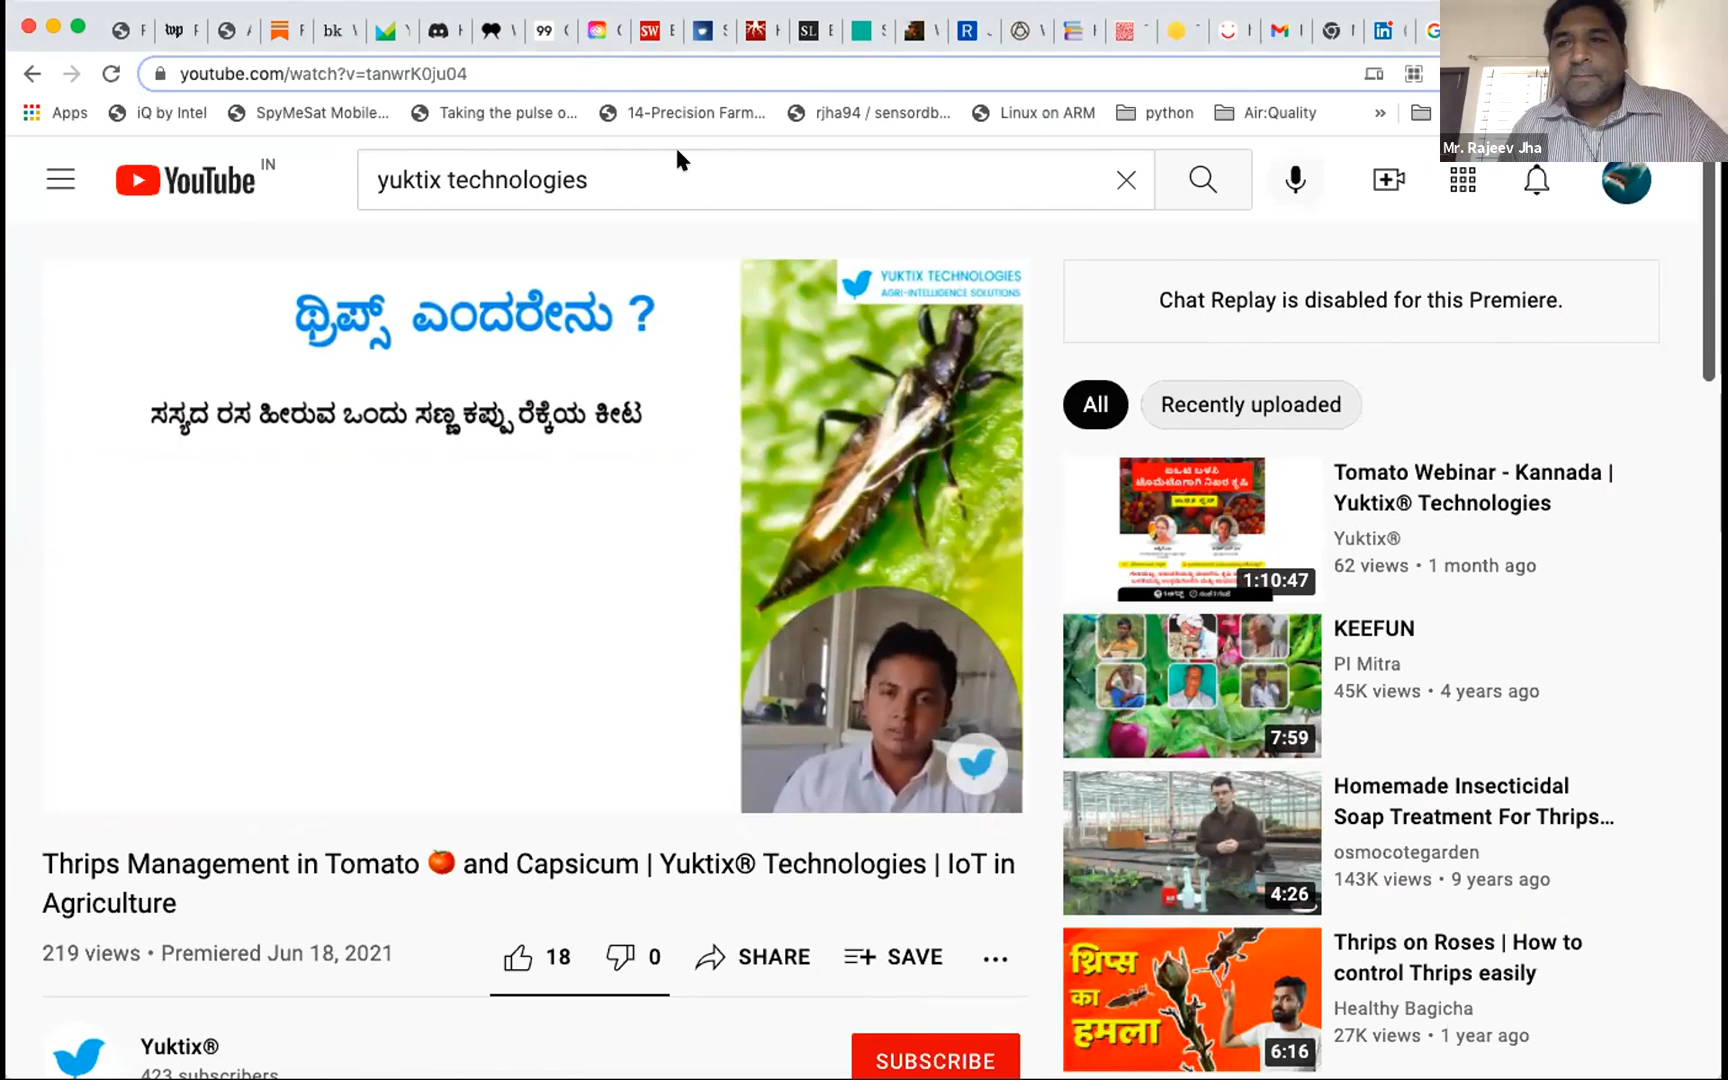 youtube.com/watch?v=tanwrK0ju04
Apps iQ by Intel SpyMeSat Mobile... Taking the pulse o... 14-Precision Farm... rjha94 / sensordb... Linux on ARM python Air:Quality »
Mr. Rajeev Jha
YouTube IN
yuktix technologies
YUKTIX TECHNOLOGIES
AGRI-INTELLIGENCE SOLUTIONS
ಥ್ರಿಪ್ಸ್ ಎಂದರೇನು ?
ಸಸ್ಯದ ರಸ ಹೀರುವ ಒಂದು ಸಣ್ಣ ಕಪ್ಪು ರೆಕ್ಕೆಯ ಕೀಟ
Thrips Management in Tomato 🍅 and Capsicum | Yuktix® Technologies | IoT in
Agriculture
219 views • Premiered Jun 18, 2021
18 0 SHARE SAVE ...
Yuktix®
423 subscribers
SUBSCRIBE
Chat Replay is disabled for this Premiere.
All Recently uploaded
1:10:47
Tomato Webinar - Kannada |
Yuktix® Technologies
Yuktix®
62 views • 1 month ago
7:59
KEEFUN
PI Mitra
45K views • 4 years ago
4:26
Homemade Insecticidal
Soap Treatment For Thrips...
osmocotegarden
143K views • 9 years ago
थ्रिप्स
का
हमला
6:16
Thrips on Roses | How to
control Thrips easily
Healthy Bagicha
27K views • 1 year ago